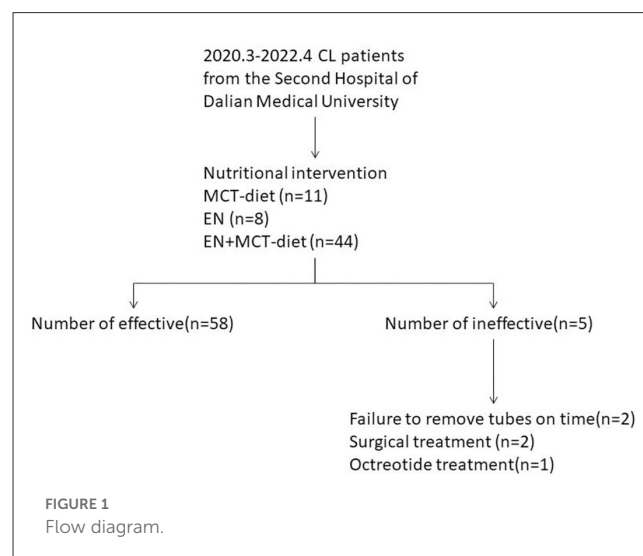 2020.3-2022.4 CL patients
from the Second Hospital of
Dalian Medical University
Nutritional intervention
MCT-diet (n=11)
EN (n=8)
EN+MCT-diet (n=44)
Number of effective(n=58)
Number of ineffective(n=5)
Failure to remove tubes on time(n=2)
Surgical treatment (n=2)
Octreotide treatment(n=1)
FIGURE 1
Flow diagram.